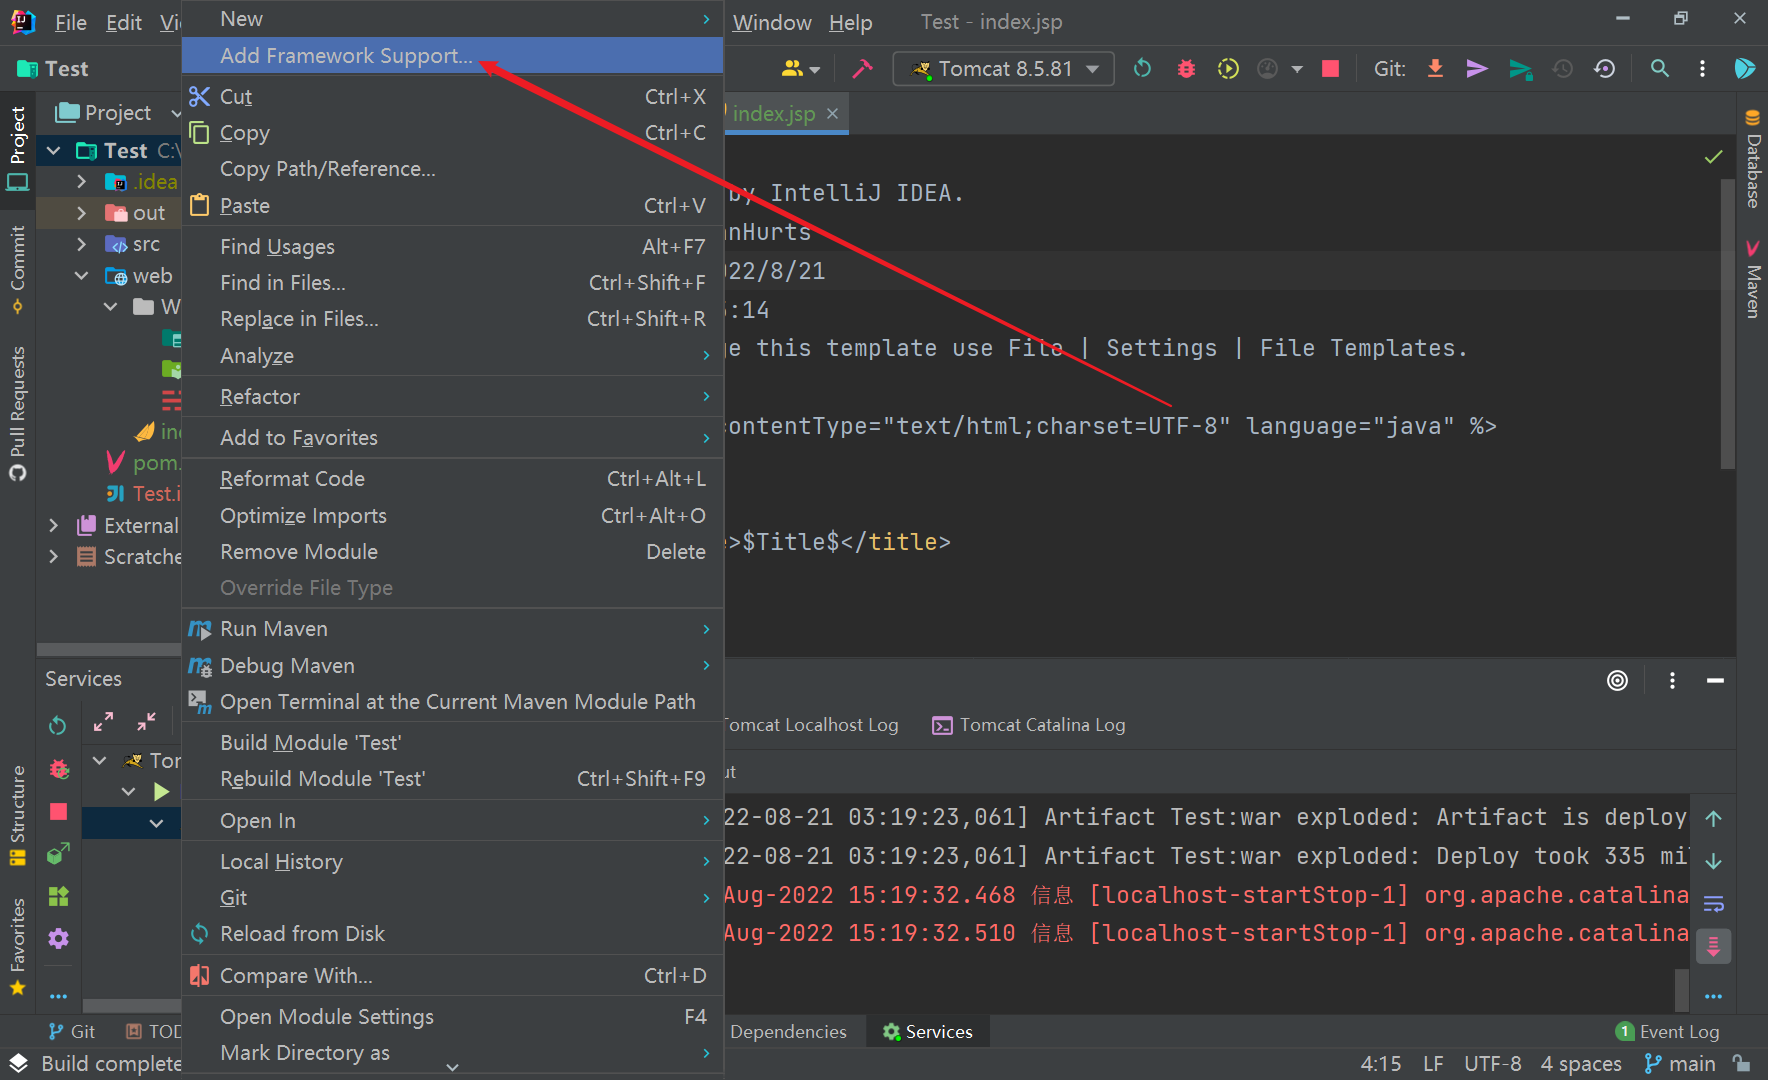 File Edit Vi
Window Help Test - index.jsp
Test
Tomcat 8.5.81
Git:
Project
index.jsp
Project
Commit
Pull Requests
Structure
Favorites
Test C:\
.idea
out
src
web
W
in
pom.
Test.i
External
Scratche
New
Add Framework Support...
Cut Ctrl+X
Copy Ctrl+C
Copy Path/Reference...
Paste Ctrl+V
Find Usages Alt+F7
Find in Files... Ctrl+Shift+F
Replace in Files... Ctrl+Shift+R
Analyze
Refactor
Add to Favorites
Reformat Code Ctrl+Alt+L
Optimize Imports Ctrl+Alt+O
Remove Module Delete
Override File Type
Run Maven
Debug Maven
Open Terminal at the Current Maven Module Path
Build Module 'Test'
Rebuild Module 'Test' Ctrl+Shift+F9
Open In
Local History
Git
Reload from Disk
Compare With... Ctrl+D
Open Module Settings F4
Mark Directory as
by IntelliJ IDEA.
nHurts
22/8/21
:14
e this template use File | Settings | File Templates.
contentType="text/html;charset=UTF-8" language="java" %>
>$Title$</title>
Database
Maven
Services
Tomcat Localhost Log
Tomcat Catalina Log
Tor
ut
22-08-21 03:19:23,061] Artifact Test:war exploded: Artifact is deploy
22-08-21 03:19:23,061] Artifact Test:war exploded: Deploy took 335 mi
Aug-2022 15:19:32.468 信息 [localhost-startStop-1] org.apache.catalina
Aug-2022 15:19:32.510 信息 [localhost-startStop-1] org.apache.catalina
Git
TOD
Dependencies
Services
1 Event Log
Build complete
4:15 LF UTF-8 4 spaces main